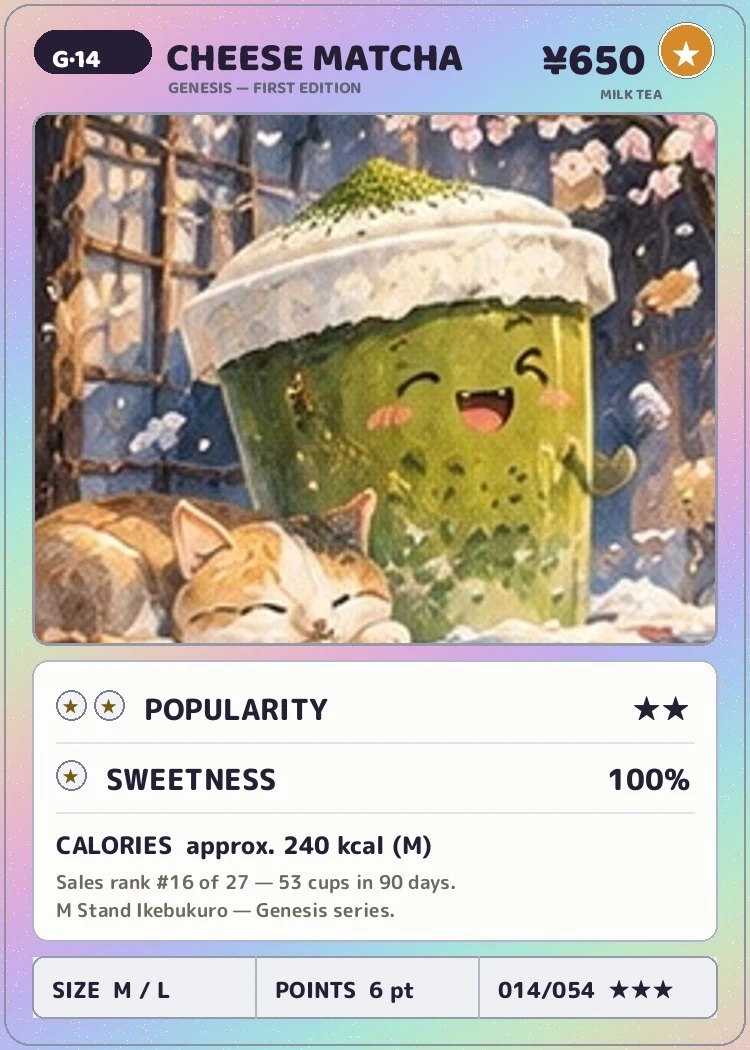 G·14
CHEESE MATCHA
¥650
★
GENESIS — FIRST EDITION
MILK TEA
★ ★ POPULARITY ★★
★ SWEETNESS 100%
CALORIES approx. 240 kcal (M)
Sales rank #16 of 27 — 53 cups in 90 days.
M Stand Ikebukuro — Genesis series.
SIZE M / L
POINTS 6 pt
014/054 ★★★